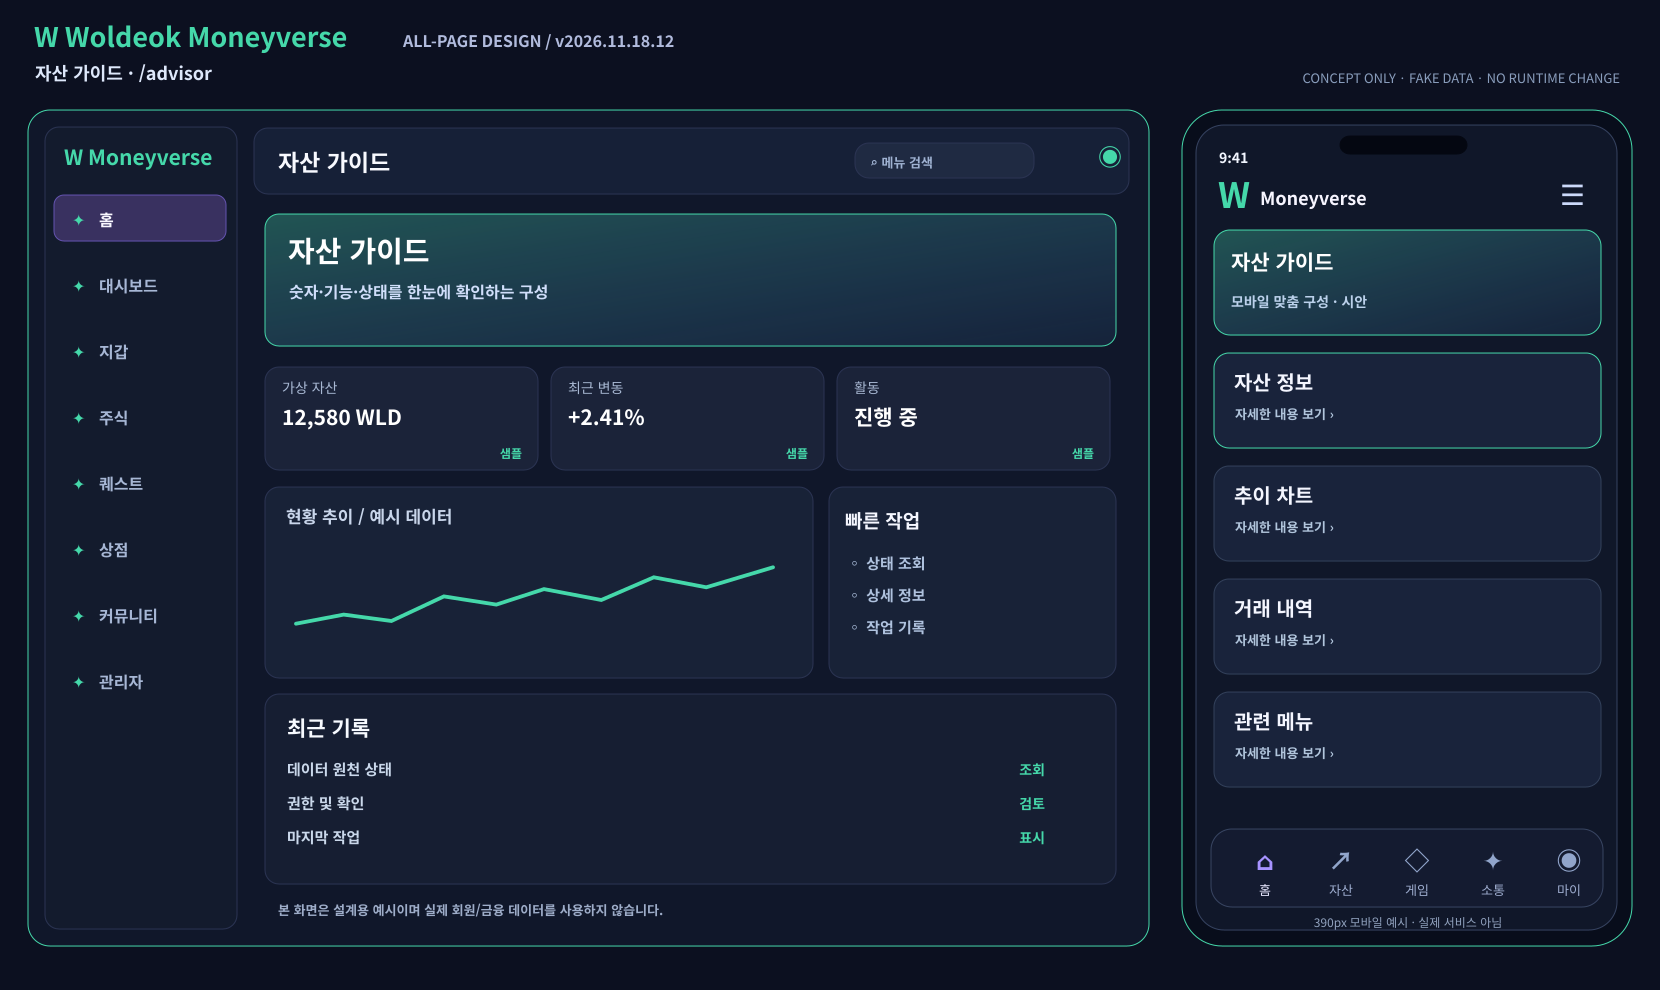 W Woldeok Moneyverse
ALL-PAGE DESIGN / v2026.11.18.12
자산 가이드 · /advisor
CONCEPT ONLY · FAKE DATA · NO RUNTIME CHANGE
W Moneyverse
✦ 홈
✦ 대시보드
✦ 지갑
✦ 주식
✦ 퀘스트
✦ 상점
✦ 커뮤니티
✦ 관리자
자산 가이드
⌕ 메뉴 검색
자산 가이드
숫자·기능·상태를 한눈에 확인하는 구성
가상 자산
12,580 WLD
샘플
최근 변동
+2.41%
샘플
활동
진행 중
샘플
현황 추이 / 예시 데이터
빠른 작업
◦ 상태 조회
◦ 상세 정보
◦ 작업 기록
최근 기록
데이터 원천 상태 조회
권한 및 확인 검토
마지막 작업 표시
본 화면은 설계용 예시이며 실제 회원/금융 데이터를 사용하지 않습니다.
9:41
W Moneyverse
자산 가이드
모바일 맞춤 구성 · 시안
자산 정보
자세한 내용 보기 ›
추이 차트
자세한 내용 보기 ›
거래 내역
자세한 내용 보기 ›
관련 메뉴
자세한 내용 보기 ›
홈 자산 게임 소통 마이
390px 모바일 예시 · 실제 서비스 아님